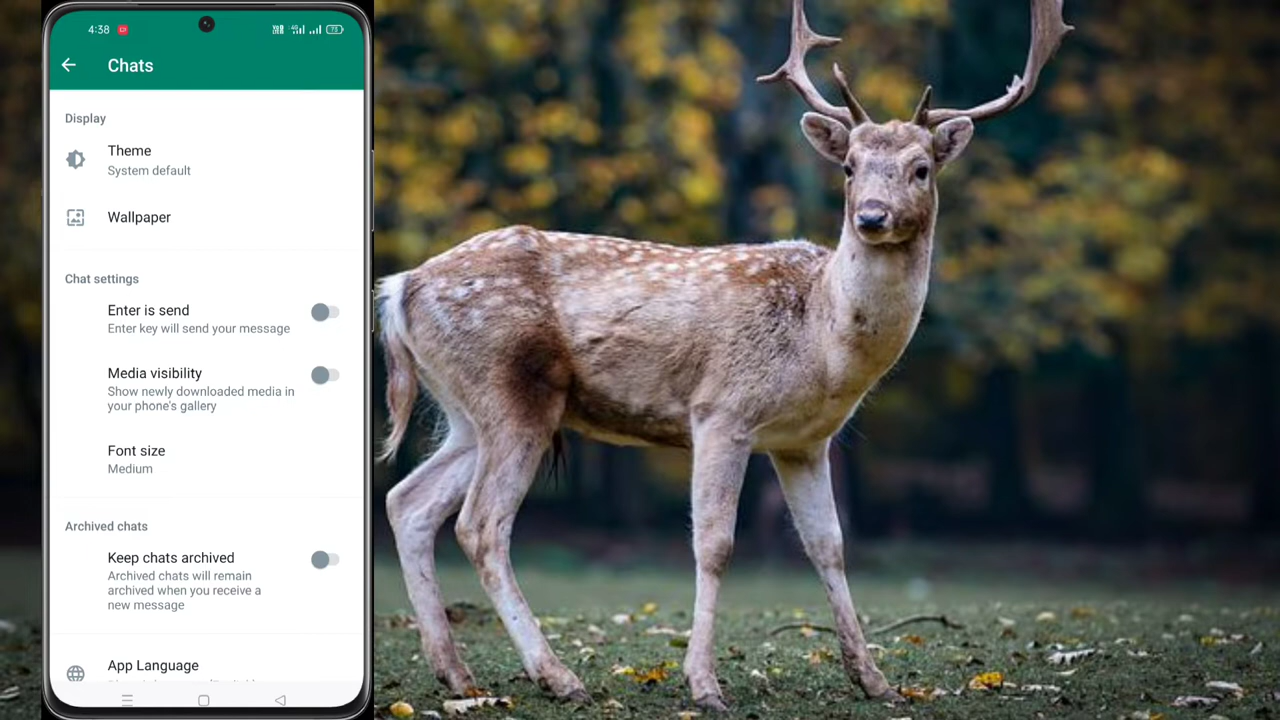 4:38
Chats
Display
Theme
System default
Wallpaper
Chat settings
Enter is send
Enter key will send your message
Media visibility
Show newly downloaded media in
your phone's gallery
Font size
Medium
Archived chats
Keep chats archived
Archived chats will remain
archived when you receive a
new message
App Language